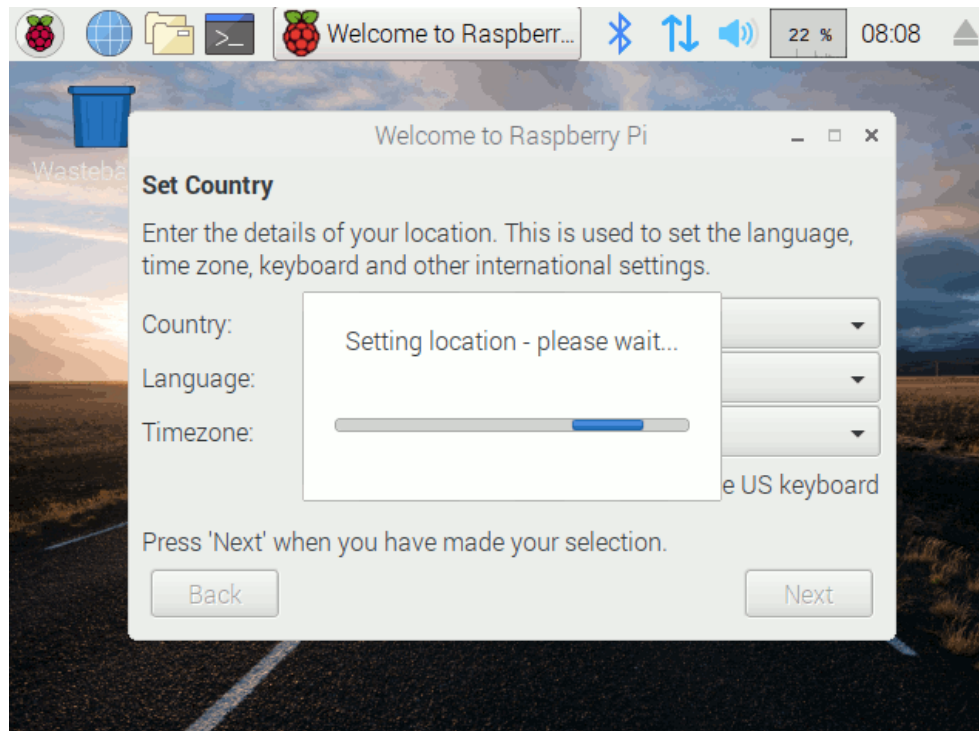 >_
Welcome to Raspberr...
22 %
08:08
Welcome to Raspberry Pi
Set Country
Enter the details of your location. This is used to set the language,
time zone, keyboard and other international settings.
Country:
Setting location - please wait...
Language:
Timezone:
e US keyboard
Press 'Next' when you have made your selection.
Back
Next